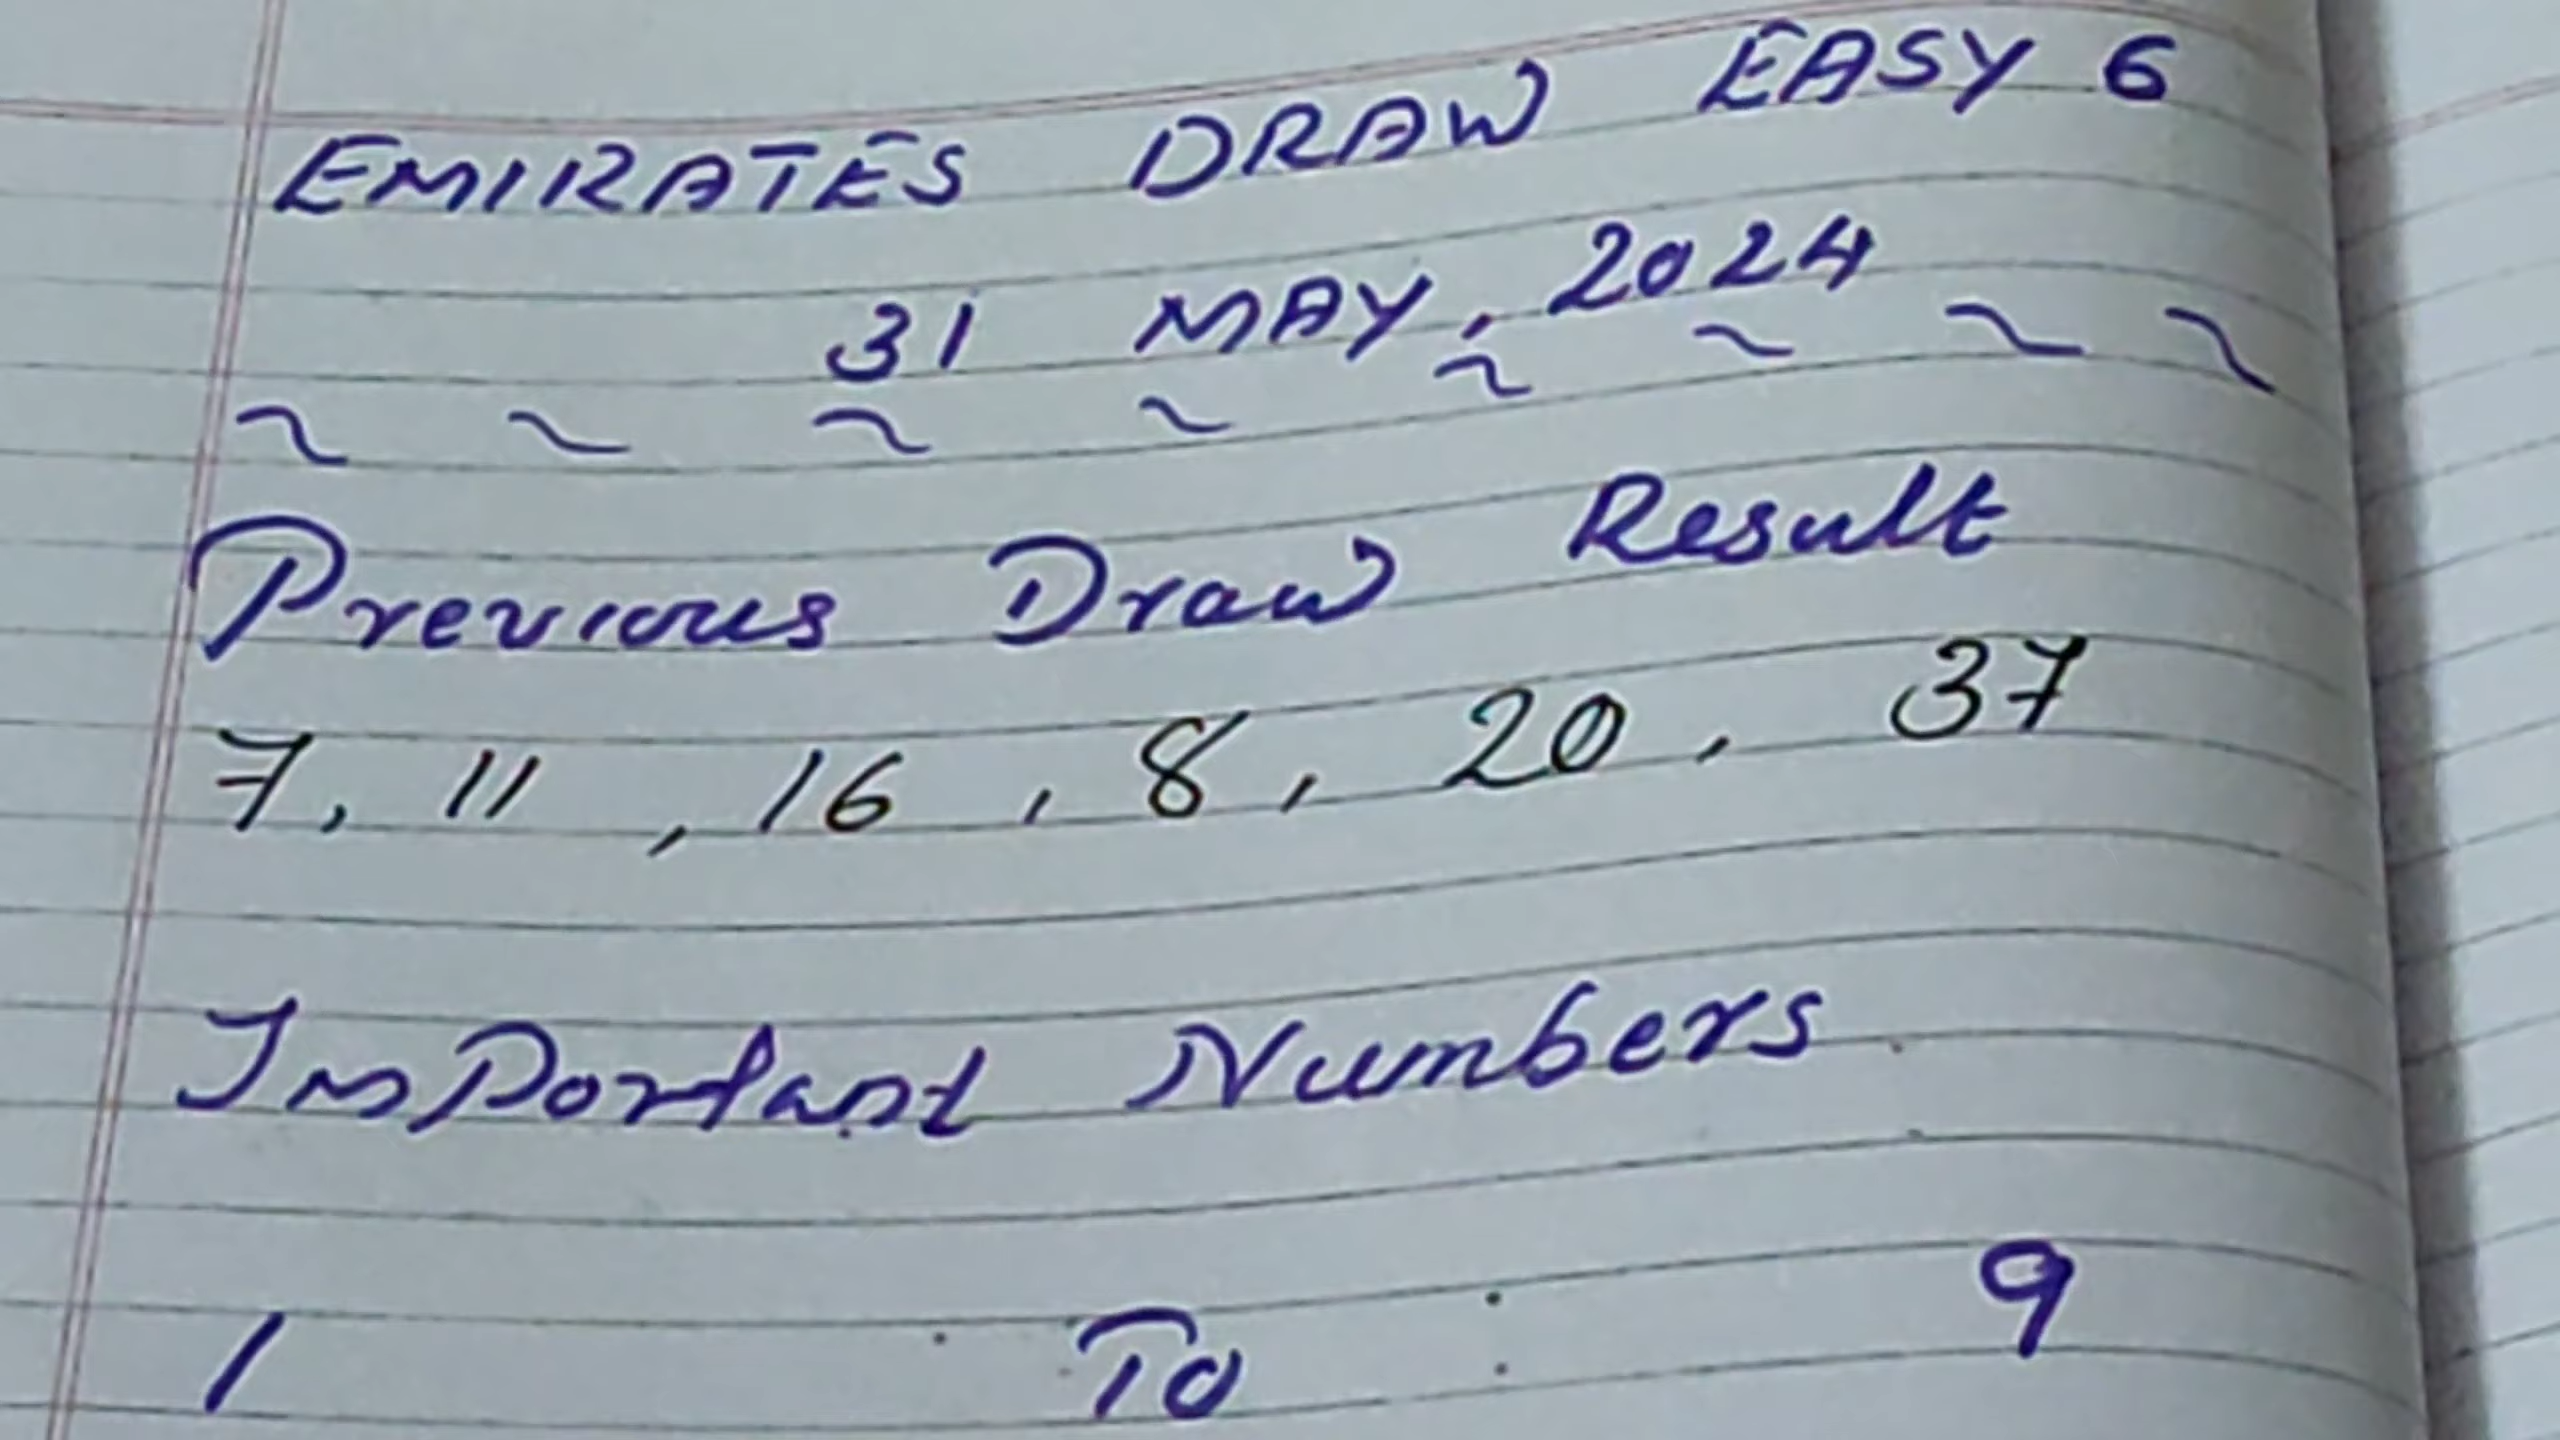 EMIRATES DRAW EASY 6
31 MAY, 2024
~ ~ ~ ~ ~ ~ ~ ~
Previous Draw Result
7, 11, 16, 8, 20, 37
ImPortant Numbers
1 To 9